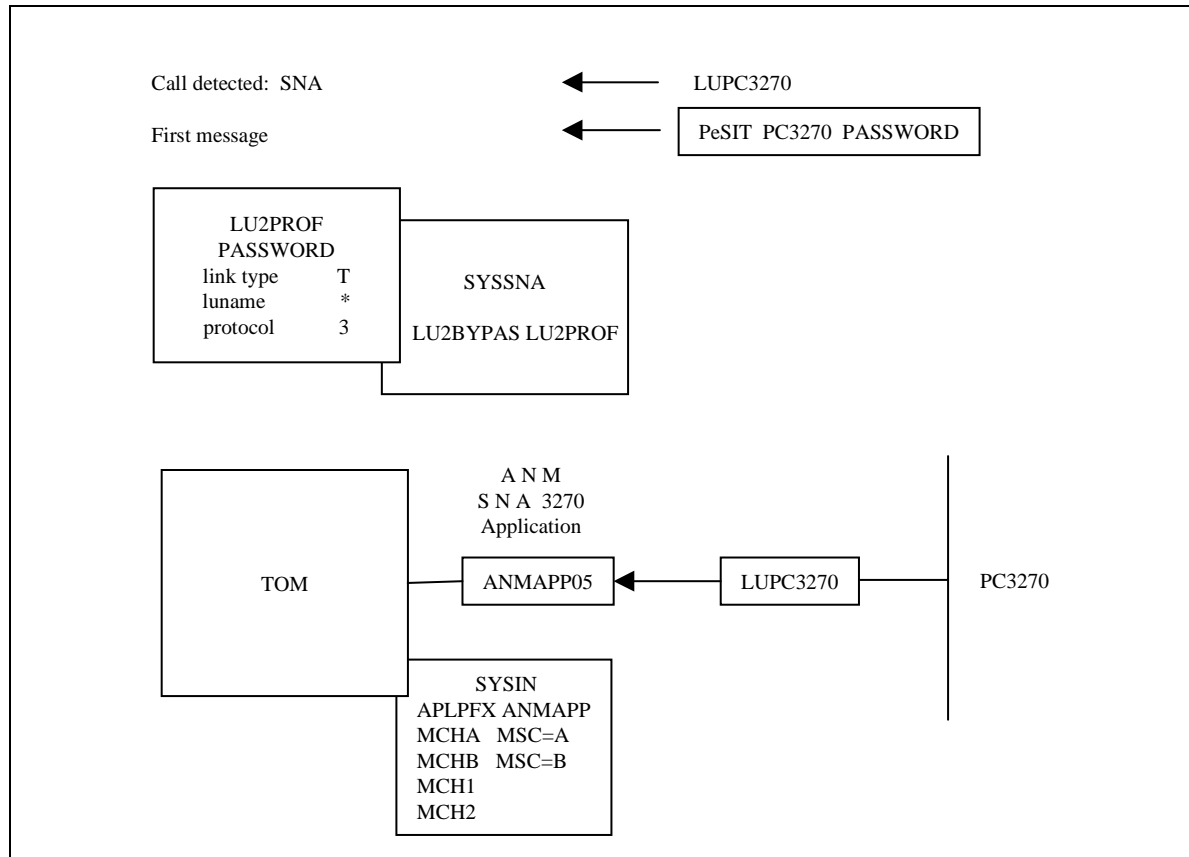 Call detected: SNA
LUPC3270
First message
PeSIT PC3270 PASSWORD
LU2PROF
PASSWORD
link type T
luname *
protocol 3
SYSSNA
LU2BYPAS LU2PROF
A N M
S N A 3270
Application
TOM
ANMAPP05
LUPC3270
PC3270
SYSIN
APLPFX ANMAPP
MCHA MSC=A
MCHB MSC=B
MCH1
MCH2